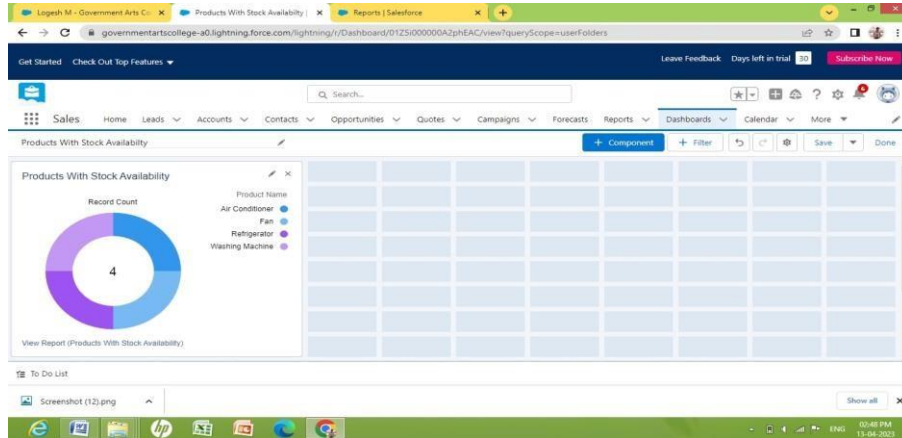 Logesh M - Government Arts Co
Products With Stock Availabilty |
Reports | Salesforce
governmentartscollege-a0.lightning.force.com/lightning/r/Dashboard/01Z5i000000A2phEAC/view?queryScope=userFolders
Get Started Check Out Top Features
Leave Feedback Days left in trial 30 Subscribe Now
Search...
Sales Home Leads Accounts Contacts Opportunities Quotes Campaigns Forecasts Reports Dashboards Calendar More
Products With Stock Availabilty
+ Component + Filter Save Done
Products With Stock Availability
Record Count
Product Name
Air Conditioner
Fan
Refrigerator
Washing Machine
4
View Report (Products With Stock Availability)
To Do List
Screenshot (12).png
Show all
hp
ENG
02:48 PM
13-04-2023